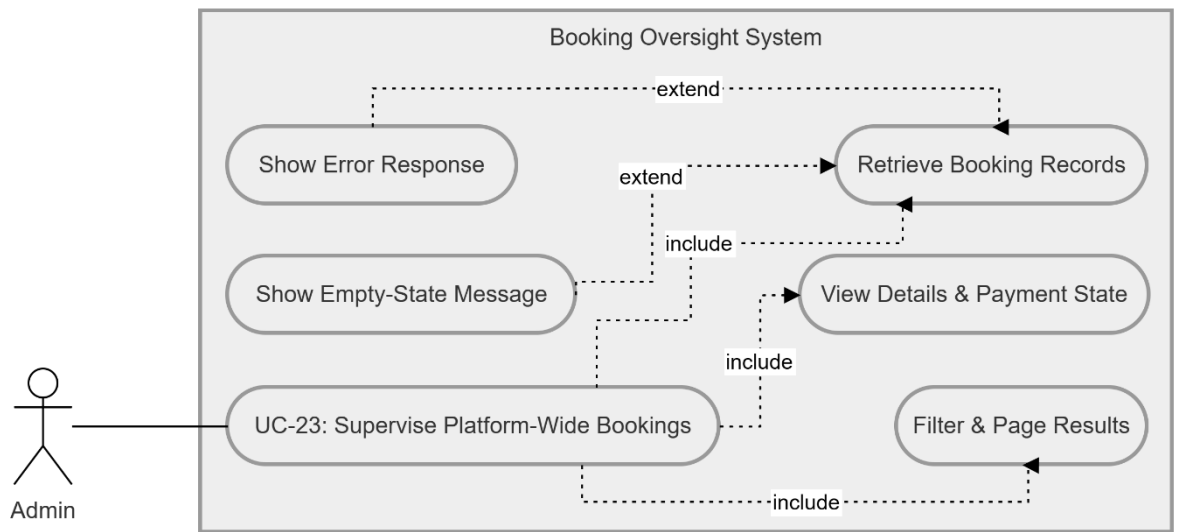 Booking Oversight System
extend
Show Error Response
Retrieve Booking Records
extend
include
Show Empty-State Message
View Details & Payment State
include
UC-23: Supervise Platform-Wide Bookings
Filter & Page Results
include
Admin